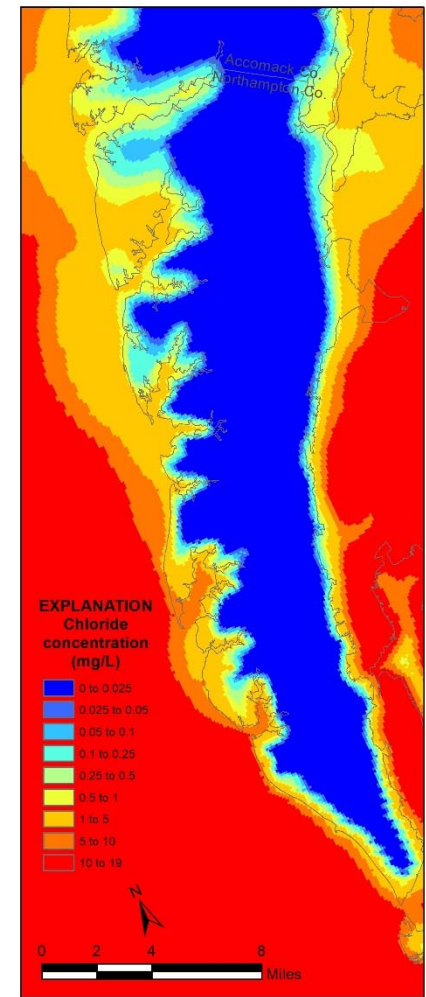 Accomack Co.
Northampton Co.
EXPLANATION
Chloride
concentration
(mg/L)
0 to 0.025
0.025 to 0.05
0.05 to 0.1
0.1 to 0.25
0.25 to 0.5
0.5 to 1
1 to 5
5 to 10
10 to 19
N
0 2 4 8
Miles